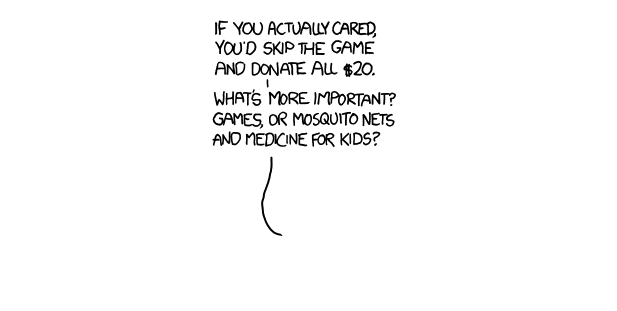 IF YOU ACTUALLY CARED,
YOU'D SKIP THE GAME
AND DONATE ALL $20.
WHAT'S MORE IMPORTANT?
GAMES, OR MOSQUITO NETS
AND MEDICINE FOR KIDS?